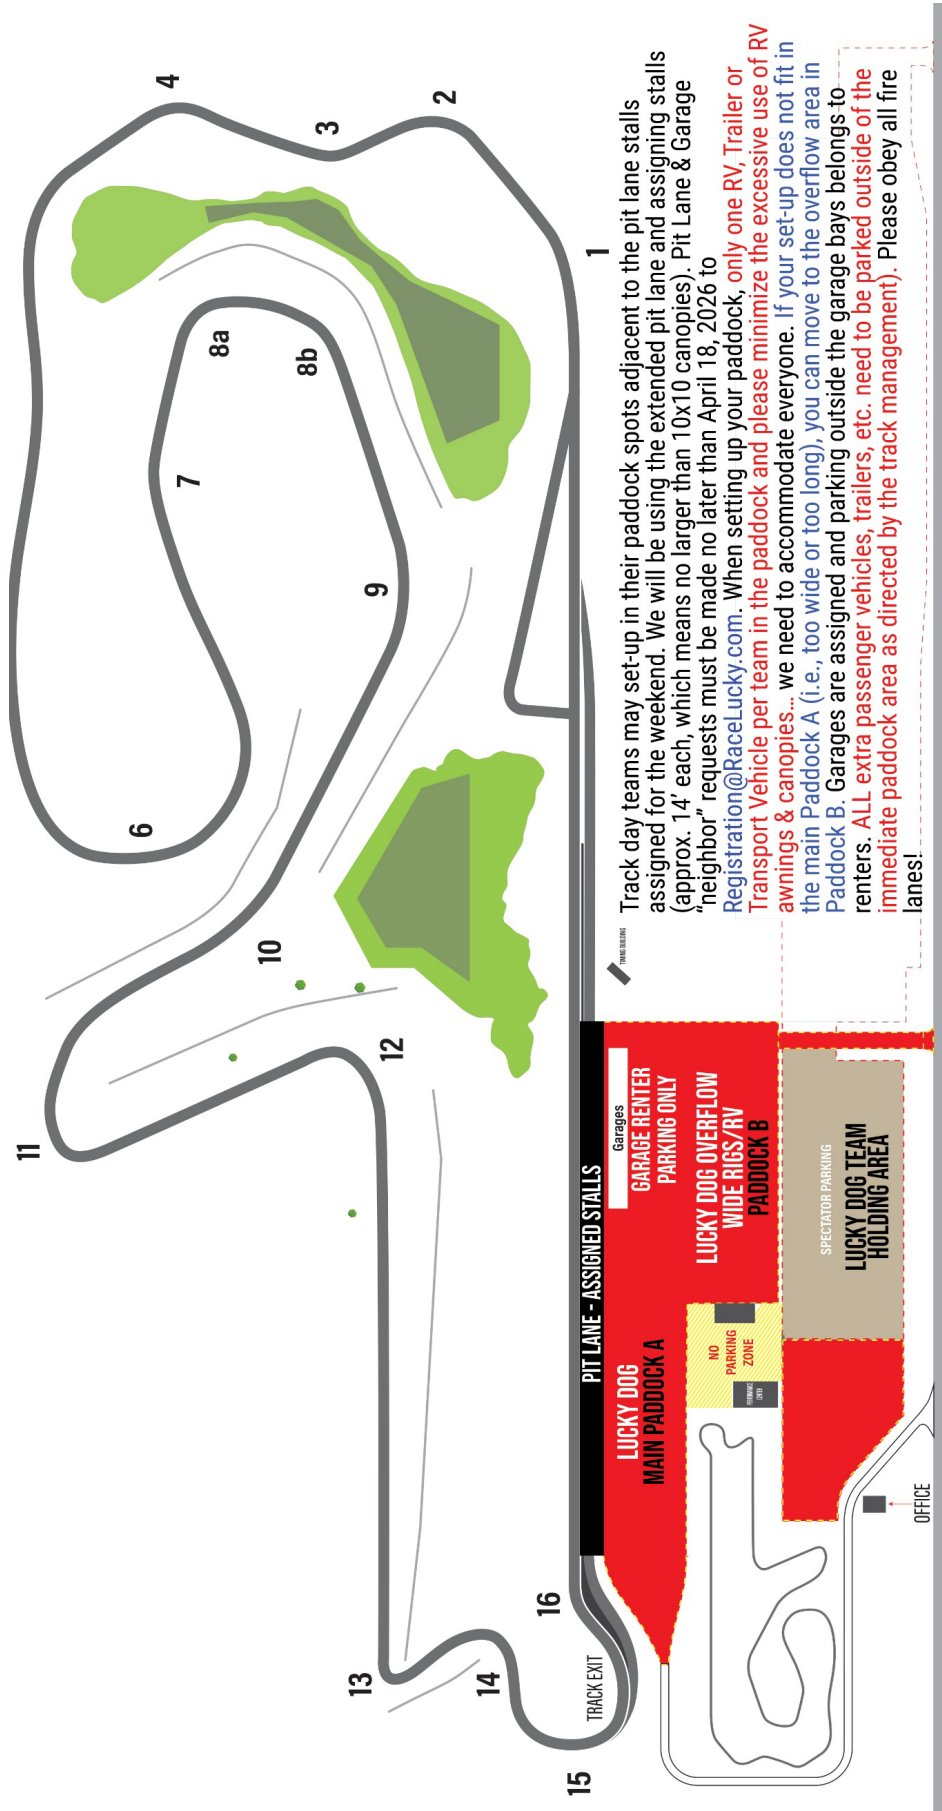 4
3
2
1
8a
8b
7
9
6
10
12
11
13
14
15
16
TRACK EXIT
TIMING BUILDING
PIT LANE - ASSIGNED STALLS
Garages
GARAGE RENTER
PARKING ONLY
LUCKY DOG
MAIN PADDOCK A
LUCKY DOG OVERFLOW
WIDE RIGS/RV
PADDOCK B
NO
PARKING
ZONE
PERFORMANCE
CENTER
SPECTATOR PARKING
LUCKY DOG TEAM
HOLDING AREA
OFFICE
Track day teams may set-up in their paddock spots adjacent to the pit lane stalls
assigned for the weekend. We will be using the extended pit lane and assigning stalls
(approx. 14' each, which means no larger than 10x10 canopies). Pit Lane & Garage
“neighbor” requests must be made no later than April 18, 2026 to
Registration@RaceLucky.com. When setting up your paddock, only one RV, Trailer or
Transport Vehicle per team in the paddock and please minimize the excessive use of RV
awnings & canopies... we need to accommodate everyone. If your set-up does not fit in
the main Paddock A (i.e., too wide or too long), you can move to the overflow area in
Paddock B. Garages are assigned and parking outside the garage bays belongs to
renters. ALL extra passenger vehicles, trailers, etc. need to be parked outside of the
immediate paddock area as directed by the track management). Please obey all fire
lanes!